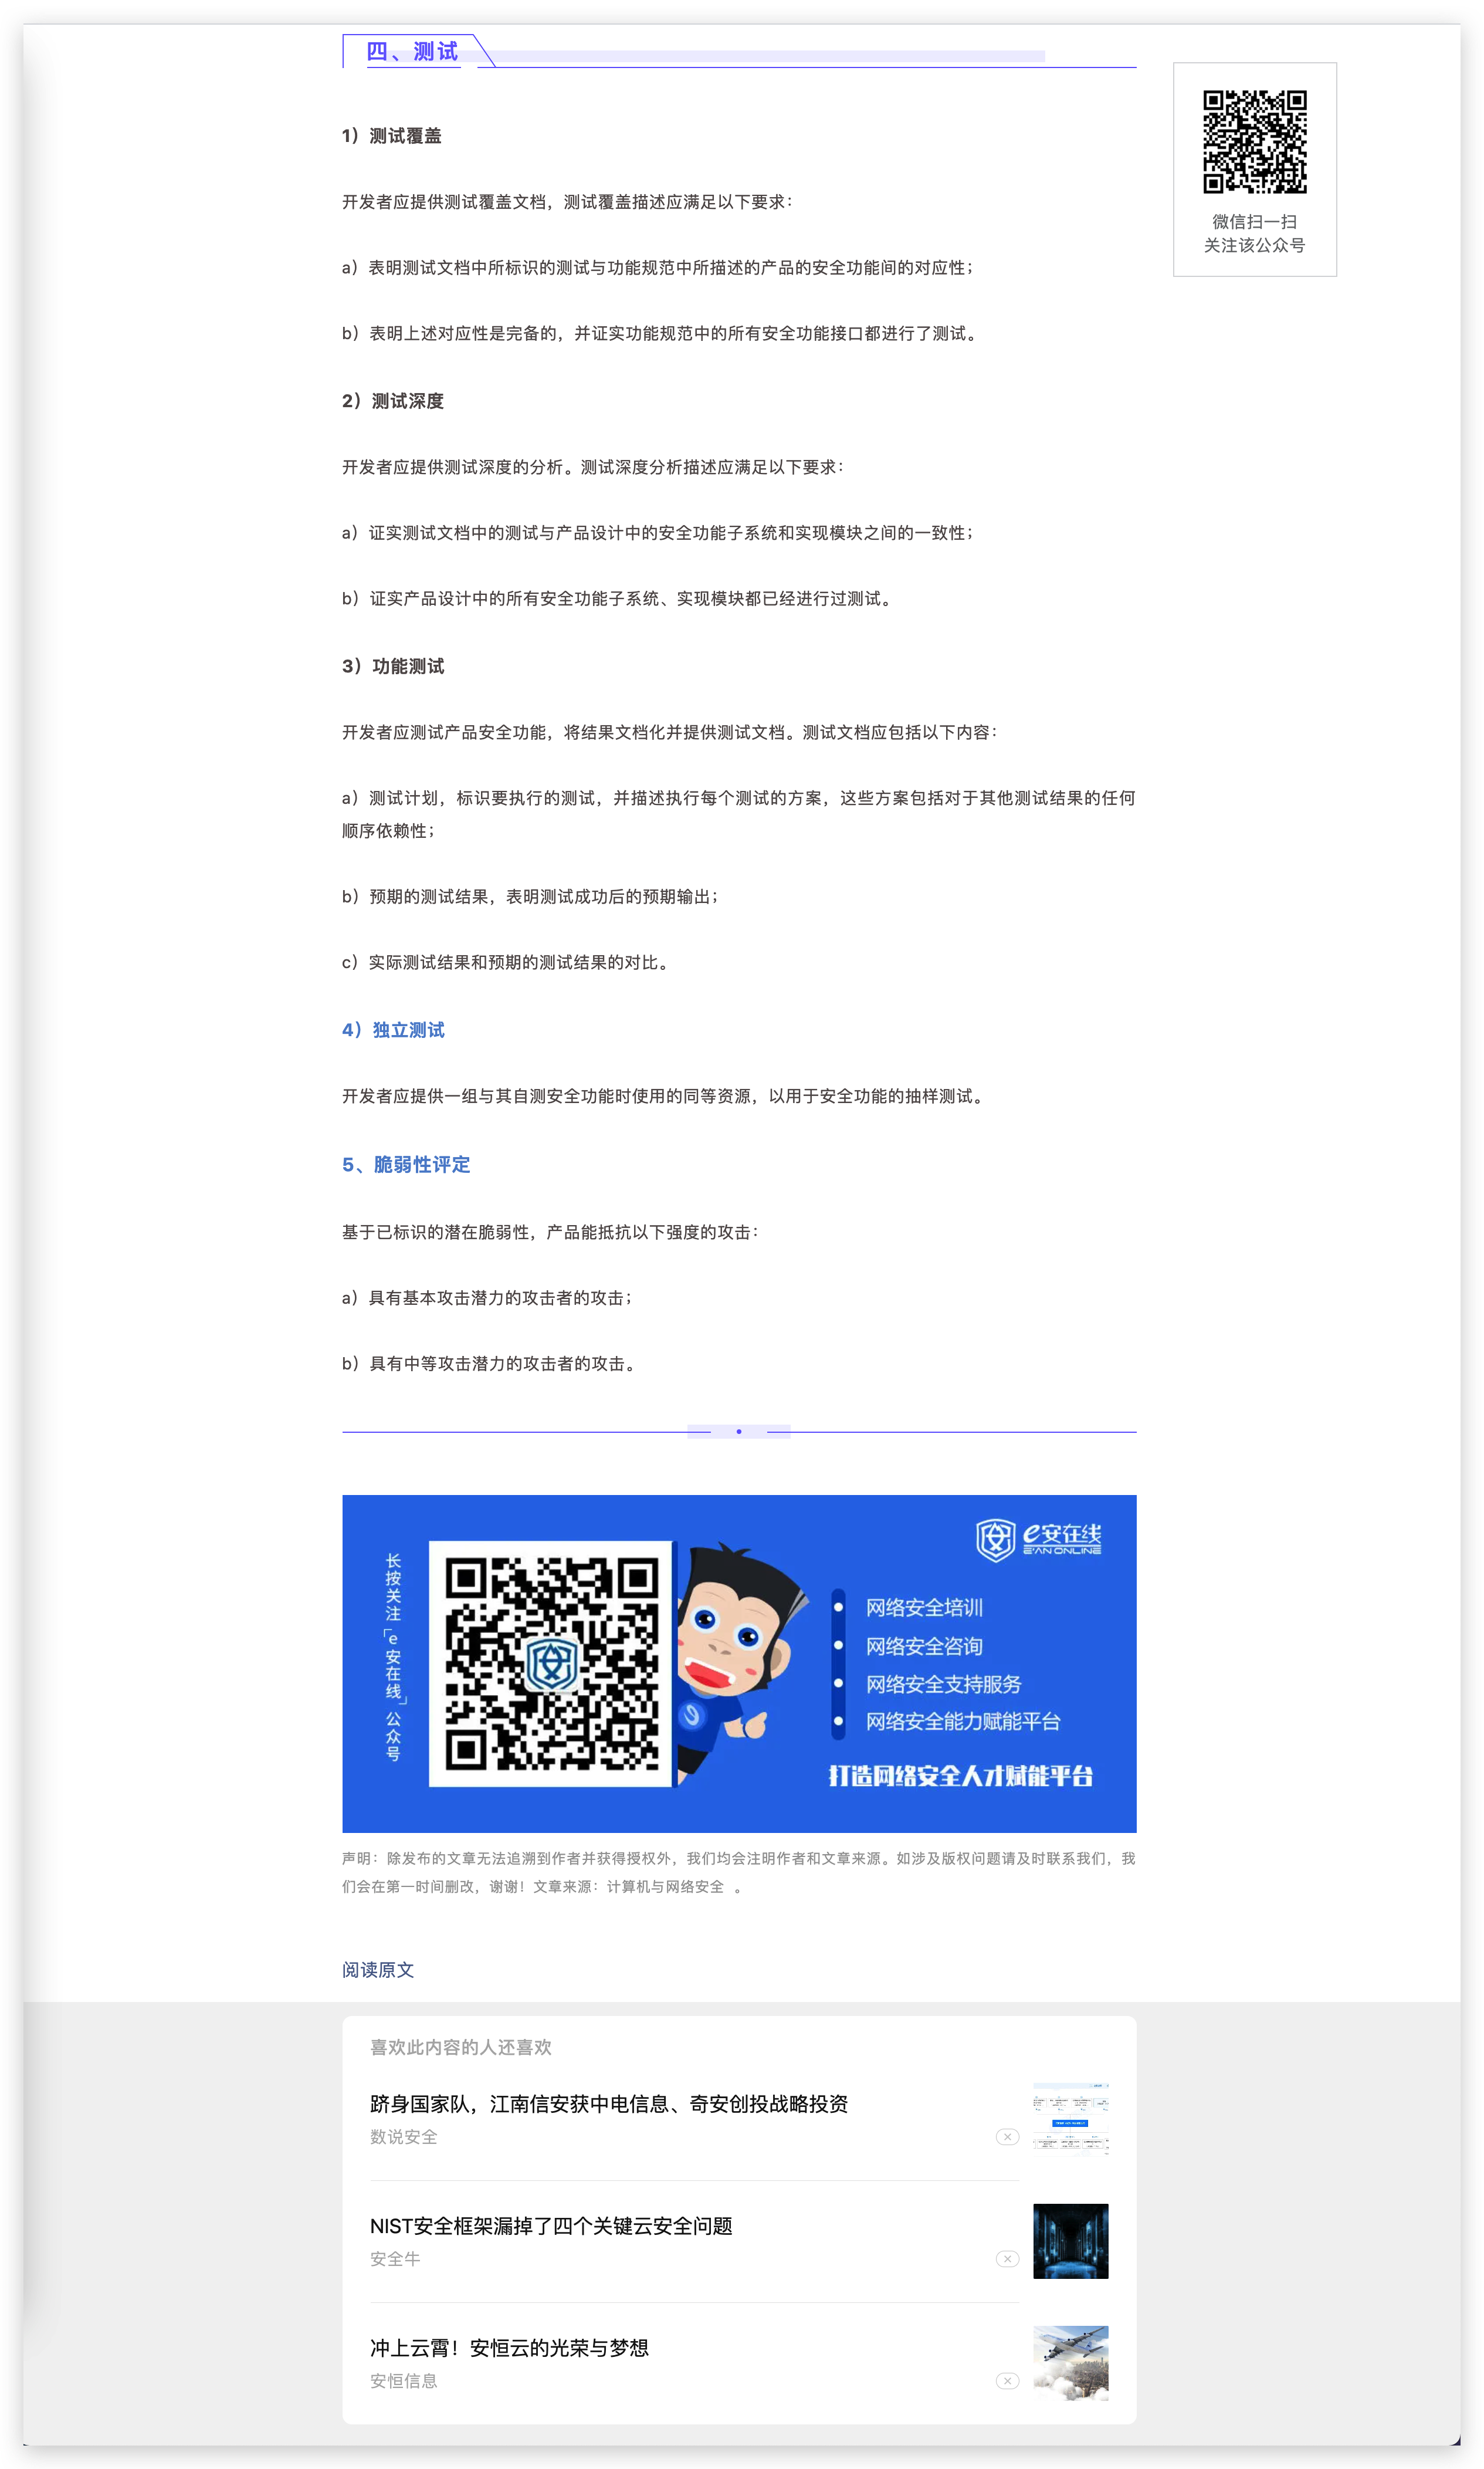 四、测试
微信扫一扫
关注该公众号
1）测试覆盖
开发者应提供测试覆盖文档，测试覆盖描述应满足以下要求：
a）表明测试文档中所标识的测试与功能规范中所描述的产品的安全功能间的对应性；
b）表明上述对应性是完备的，并证实功能规范中的所有安全功能接口都进行了测试。
2）测试深度
开发者应提供测试深度的分析。测试深度分析描述应满足以下要求：
a）证实测试文档中的测试与产品设计中的安全功能子系统和实现模块之间的一致性；
b）证实产品设计中的所有安全功能子系统、实现模块都已经进行过测试。
3）功能测试
开发者应测试产品安全功能，将结果文档化并提供测试文档。测试文档应包括以下内容：
a）测试计划，标识要执行的测试，并描述执行每个测试的方案，这些方案包括对于其他测试结果的任何
顺序依赖性；
b）预期的测试结果，表明测试成功后的预期输出；
c）实际测试结果和预期的测试结果的对比。
4）独立测试
开发者应提供一组与其自测安全功能时使用的同等资源，以用于安全功能的抽样测试。
5、脆弱性评定
基于已标识的潜在脆弱性，产品能抵抗以下强度的攻击：
a）具有基本攻击潜力的攻击者的攻击；
b）具有中等攻击潜力的攻击者的攻击。
长按关注「e安在线」公众号
e安在线
E'AN ONLINE
网络安全培训
网络安全咨询
网络安全支持服务
网络安全能力赋能平台
打造网络安全人才赋能平台
声明：除发布的文章无法追溯到作者并获得授权外，我们均会注明作者和文章来源。如涉及版权问题请及时联系我们，我
们会在第一时间删改，谢谢！文章来源：计算机与网络安全 。
阅读原文
喜欢此内容的人还喜欢
跻身国家队，江南信安获中电信息、奇安创投战略投资
数说安全
NIST安全框架漏掉了四个关键云安全问题
安全牛
冲上云霄！安恒云的光荣与梦想
安恒信息